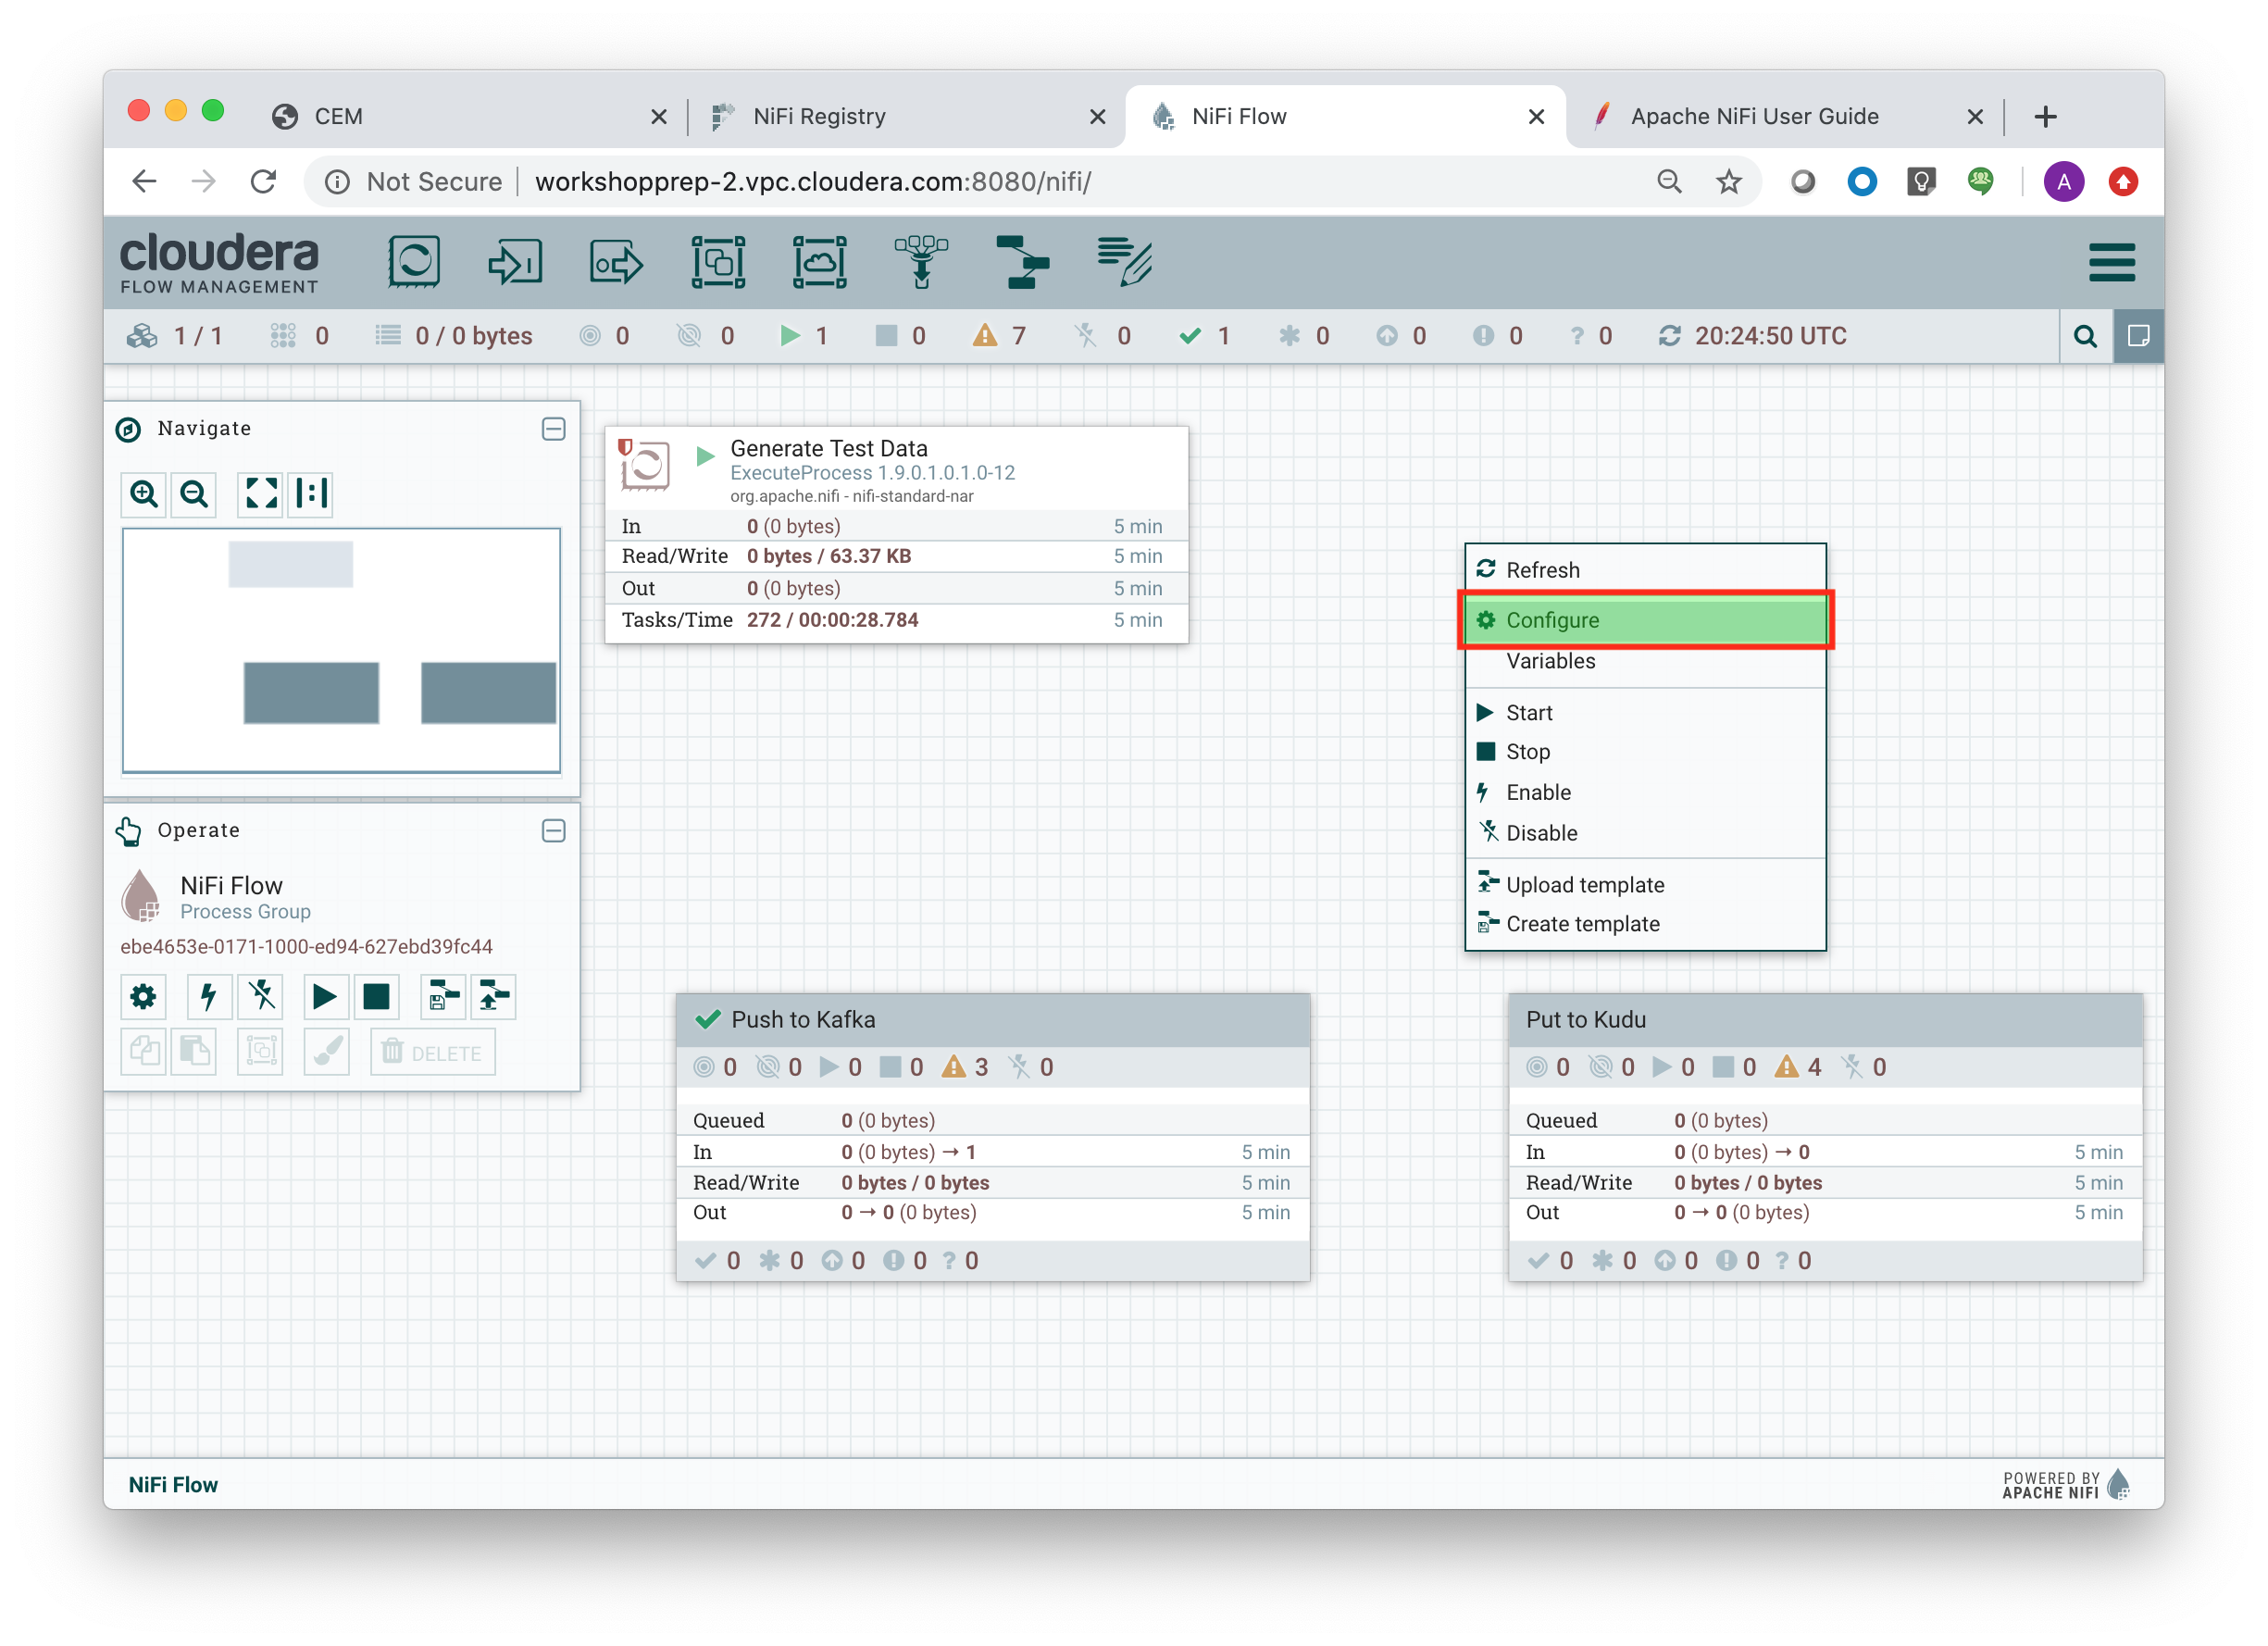 CEM
NiFi Registry
NiFi Flow
Apache NiFi User Guide
Not Secure
workshopprep-2.vpc.cloudera.com:8080/nifi/
A
cloudera
FLOW MANAGEMENT
1 / 1 0 0 / 0 bytes 0 0 1 0 7 0 1 0 0 0 ? 0 20:24:50 UTC
Navigate
Operate
NiFi Flow
Process Group
ebe4653e-0171-1000-ed94-627ebd39fc44
DELETE
Generate Test Data
ExecuteProcess 1.9.0.1.0.1.0-12
org.apache.nifi - nifi-standard-nar
In 0 (0 bytes) 5 min
Read/Write 0 bytes / 63.37 KB 5 min
Out 0 (0 bytes) 5 min
Tasks/Time 272 / 00:00:28.784 5 min
Refresh
Configure
Variables
Start
Stop
Enable
Disable
Upload template
Create template
Push to Kafka
0 0 0 0 3 0
Queued 0 (0 bytes)
In 0 (0 bytes) → 1 5 min
Read/Write 0 bytes / 0 bytes 5 min
Out 0 → 0 (0 bytes) 5 min
0 0 0 0 ? 0
Put to Kudu
0 0 0 0 4 0
Queued 0 (0 bytes)
In 0 (0 bytes) → 0 5 min
Read/Write 0 bytes / 0 bytes 5 min
Out 0 → 0 (0 bytes) 5 min
0 0 0 0 ? 0
NiFi Flow
POWERED BY
APACHE NIFI